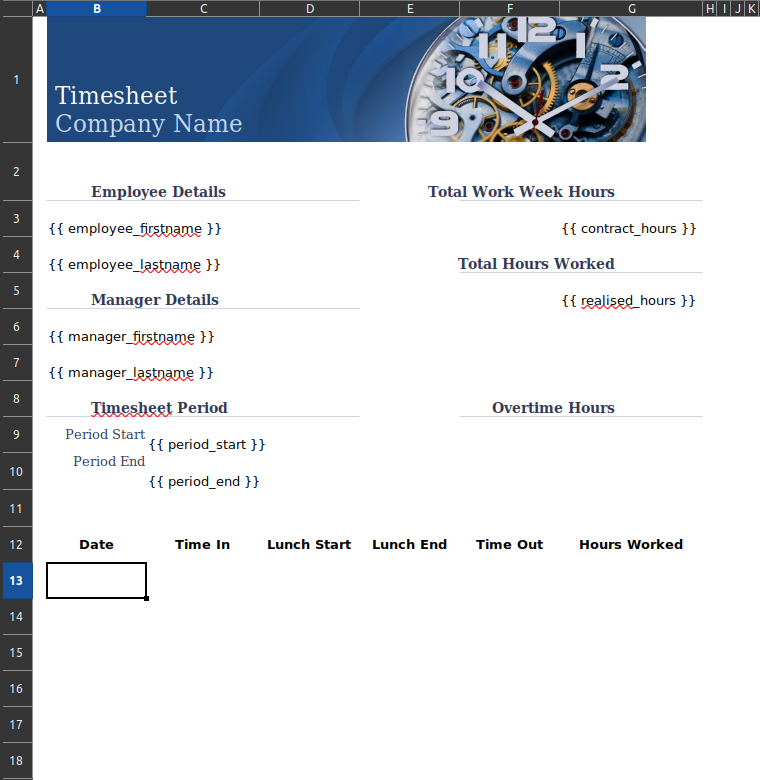 A B C D E F G H I J K
1
12
11
10
2
9
Timesheet
Company Name
2
Employee Details Total Work Week Hours
3 {{ employee_firstname }} {{ contract_hours }}
4 {{ employee_lastname }} Total Hours Worked
5 Manager Details {{ realised_hours }}
6 {{ manager_firstname }}
7 {{ manager_lastname }}
8 Timesheet Period Overtime Hours
9 Period Start {{ period_start }}
10 Period End {{ period_end }}
11
12 Date Time In Lunch Start Lunch End Time Out Hours Worked
13
14
15
16
17
18